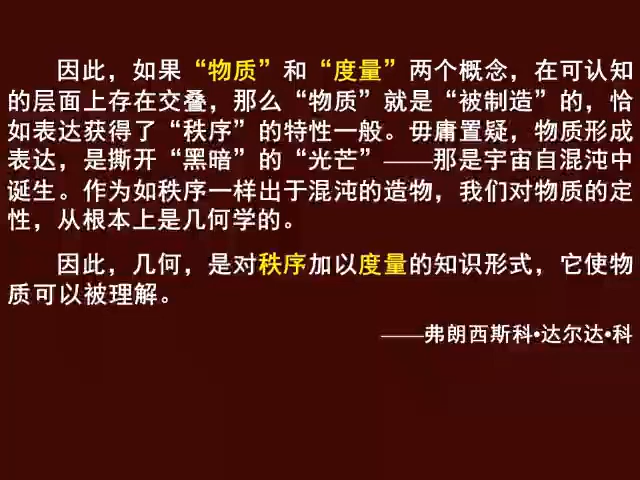 因此，如果“物质”和“度量”两个概念，在可认知
的层面上存在交叠，那么“物质”就是“被制造”的，恰
如表达获得了“秩序”的特性一般。毋庸置疑，物质形成
表达，是撕开“黑暗”的“光芒”——那是宇宙自混沌中
诞生。作为如秩序一样出于混沌的造物，我们对物质的定
性，从根本上是几何学的。
因此，几何，是对秩序加以度量的知识形式，它使物
质可以被理解。
——弗朗西斯科•达尔达•科